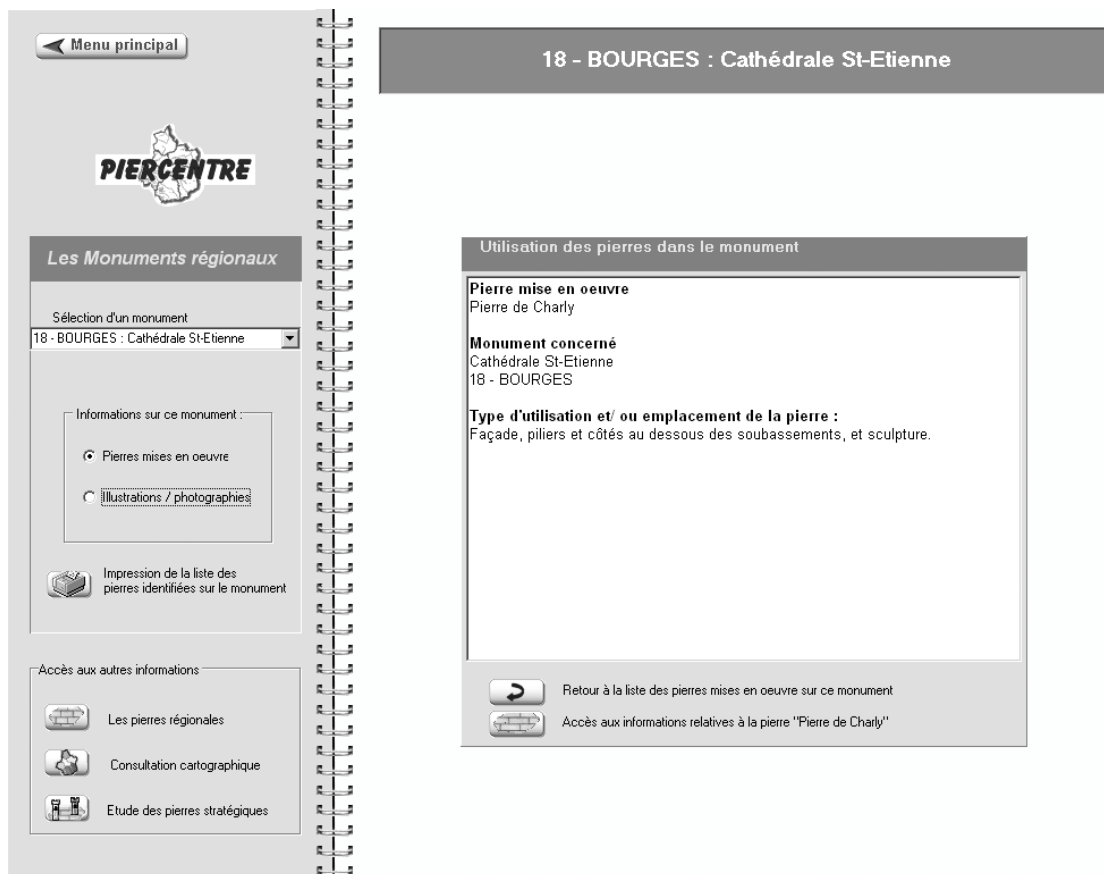 Menu principal
PIERCENTRE
Les Monuments régionaux
Sélection d'un monument
18 - BOURGES : Cathédrale St-Etienne
Informations sur ce monument :
Pierres mises en oeuvre
Illustrations / photographies
Impression de la liste des
pierres identifiées sur le monument
Accès aux autres informations
Les pierres régionales
Consultation cartographique
Etude des pierres stratégiques
18 - BOURGES : Cathédrale St-Etienne
Utilisation des pierres dans le monument
Pierre mise en oeuvre
Pierre de Charly
Monument concerné
Cathédrale St-Etienne
18 - BOURGES
Type d'utilisation et/ ou emplacement de la pierre :
Façade, piliers et côtés au dessous des soubassements, et sculpture.
Retour à la liste des pierres mises en oeuvre sur ce monument
Accès aux informations relatives à la pierre "Pierre de Charly"